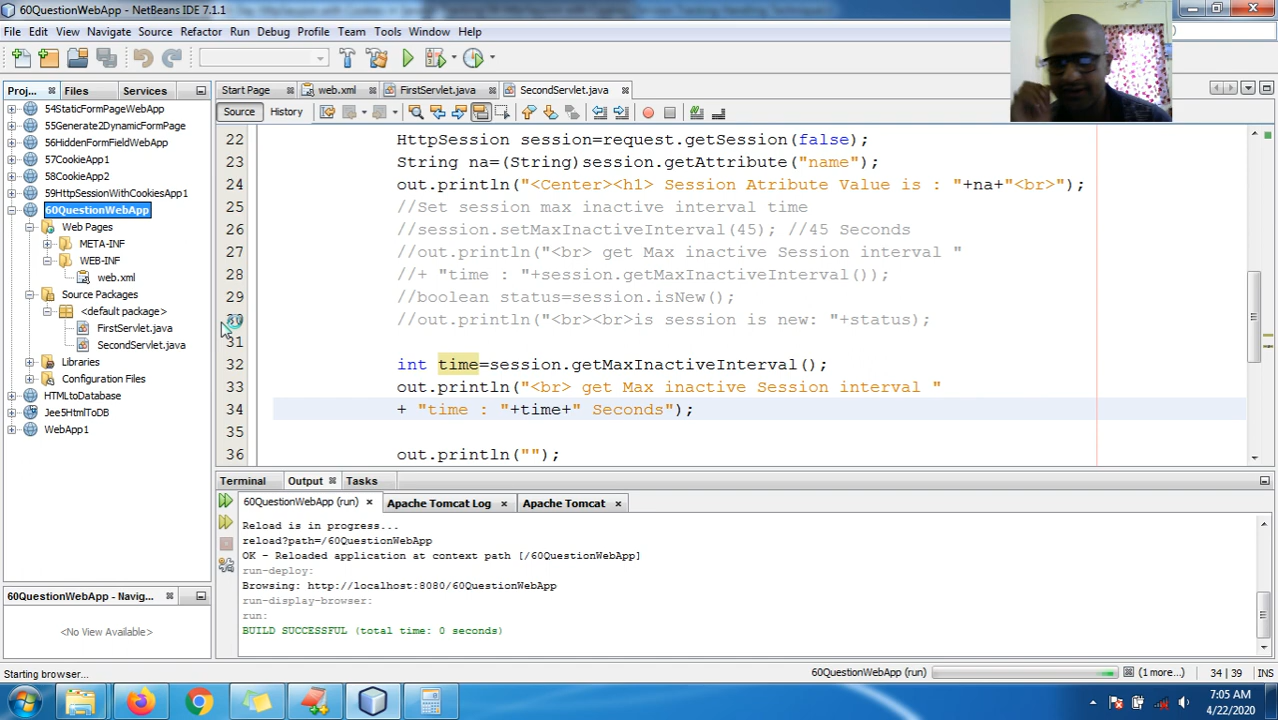 60QuestionWebApp - NetBeans IDE 7.1.1
File Edit View Navigate Source Refactor Run Debug Profile Team Tools Window Help
Proj... Files Services
Start Page web.xml FirstServlet.java SecondServlet.java
Source History
54StaticFormPageWebApp
55Generate2DynamicFormPage
56HiddenFormFieldWebApp
57CookieApp1
58CookieApp2
59HttpSessionWithCookiesApp1
60QuestionWebApp
Web Pages
META-INF
WEB-INF
web.xml
Source Packages
<default package>
FirstServlet.java
SecondServlet.java
Libraries
Configuration Files
HTMLtoDatabase
Jee5HtmlToDB
WebApp1
22 HttpSession session=request.getSession(false);
23 String na=(String)session.getAttribute("name");
24 out.println("<Center><h1> Session Atribute Value is : "+na+"<br>");
25 //Set session max inactive interval time
26 //session.setMaxInactiveInterval(45); //45 Seconds
27 //out.println("<br> get Max inactive Session interval "
28 //+ "time : "+session.getMaxInactiveInterval());
29 //boolean status=session.isNew();
30 //out.println("<br><br>is session is new: "+status);
31
32 int time=session.getMaxInactiveInterval();
33 out.println("<br> get Max inactive Session interval "
34 + "time : "+time+" Seconds");
35
36 out.println("");
Terminal Output Tasks
60QuestionWebApp (run) Apache Tomcat Log Apache Tomcat
Reload is in progress...
reload?path=/60QuestionWebApp
OK - Reloaded application at context path [/60QuestionWebApp]
run-deploy:
Browsing: http://localhost:8080/60QuestionWebApp
run-display-browser:
run:
BUILD SUCCESSFUL (total time: 0 seconds)
60QuestionWebApp - Navig...
<No View Available>
Starting browser...
60QuestionWebApp (run) (1 more...) 34 | 39 INS
7:05 AM
4/22/2020